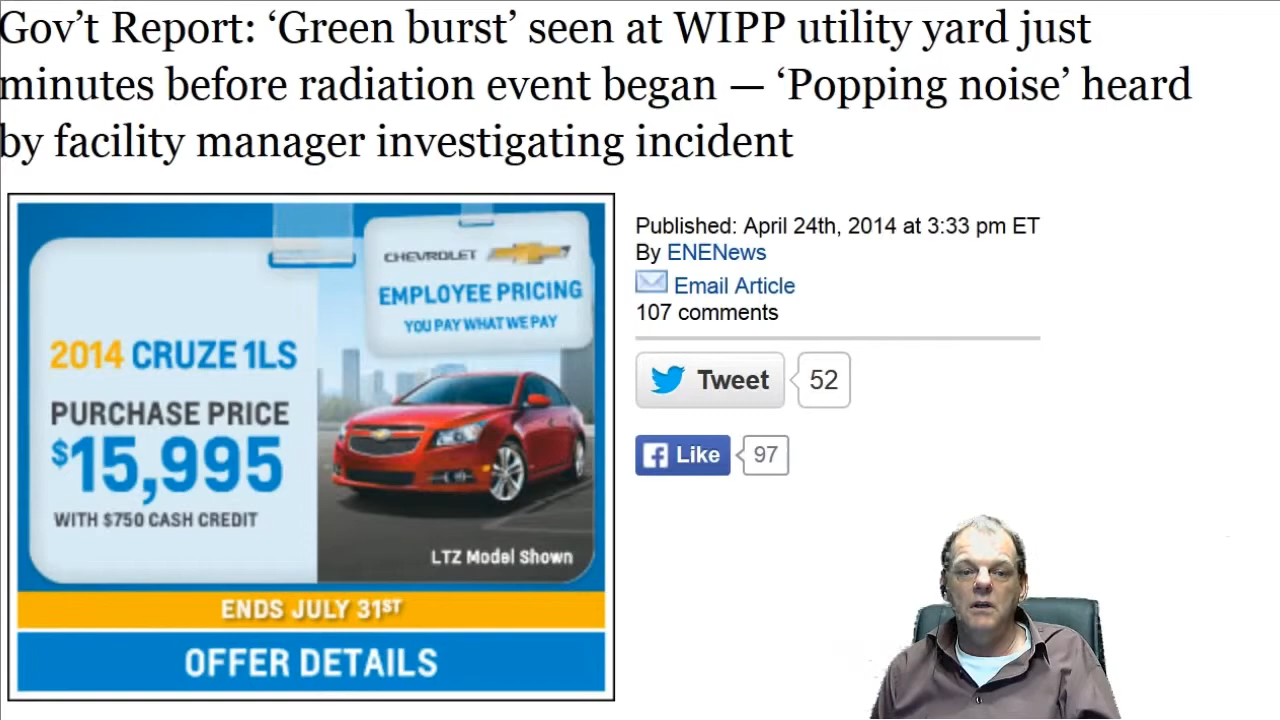 Gov’t Report: ‘Green burst’ seen at WIPP utility yard just
minutes before radiation event began — ‘Popping noise’ heard
by facility manager investigating incident
CHEVROLET
EMPLOYEE PRICING
YOU PAY WHAT WE PAY
2014 CRUZE 1LS
PURCHASE PRICE
$15,995
WITH $750 CASH CREDIT
LTZ Model Shown
ENDS JULY 31ST
OFFER DETAILS
Published: April 24th, 2014 at 3:33 pm ET
By ENENews
Email Article
107 comments
Tweet 52
Like 97